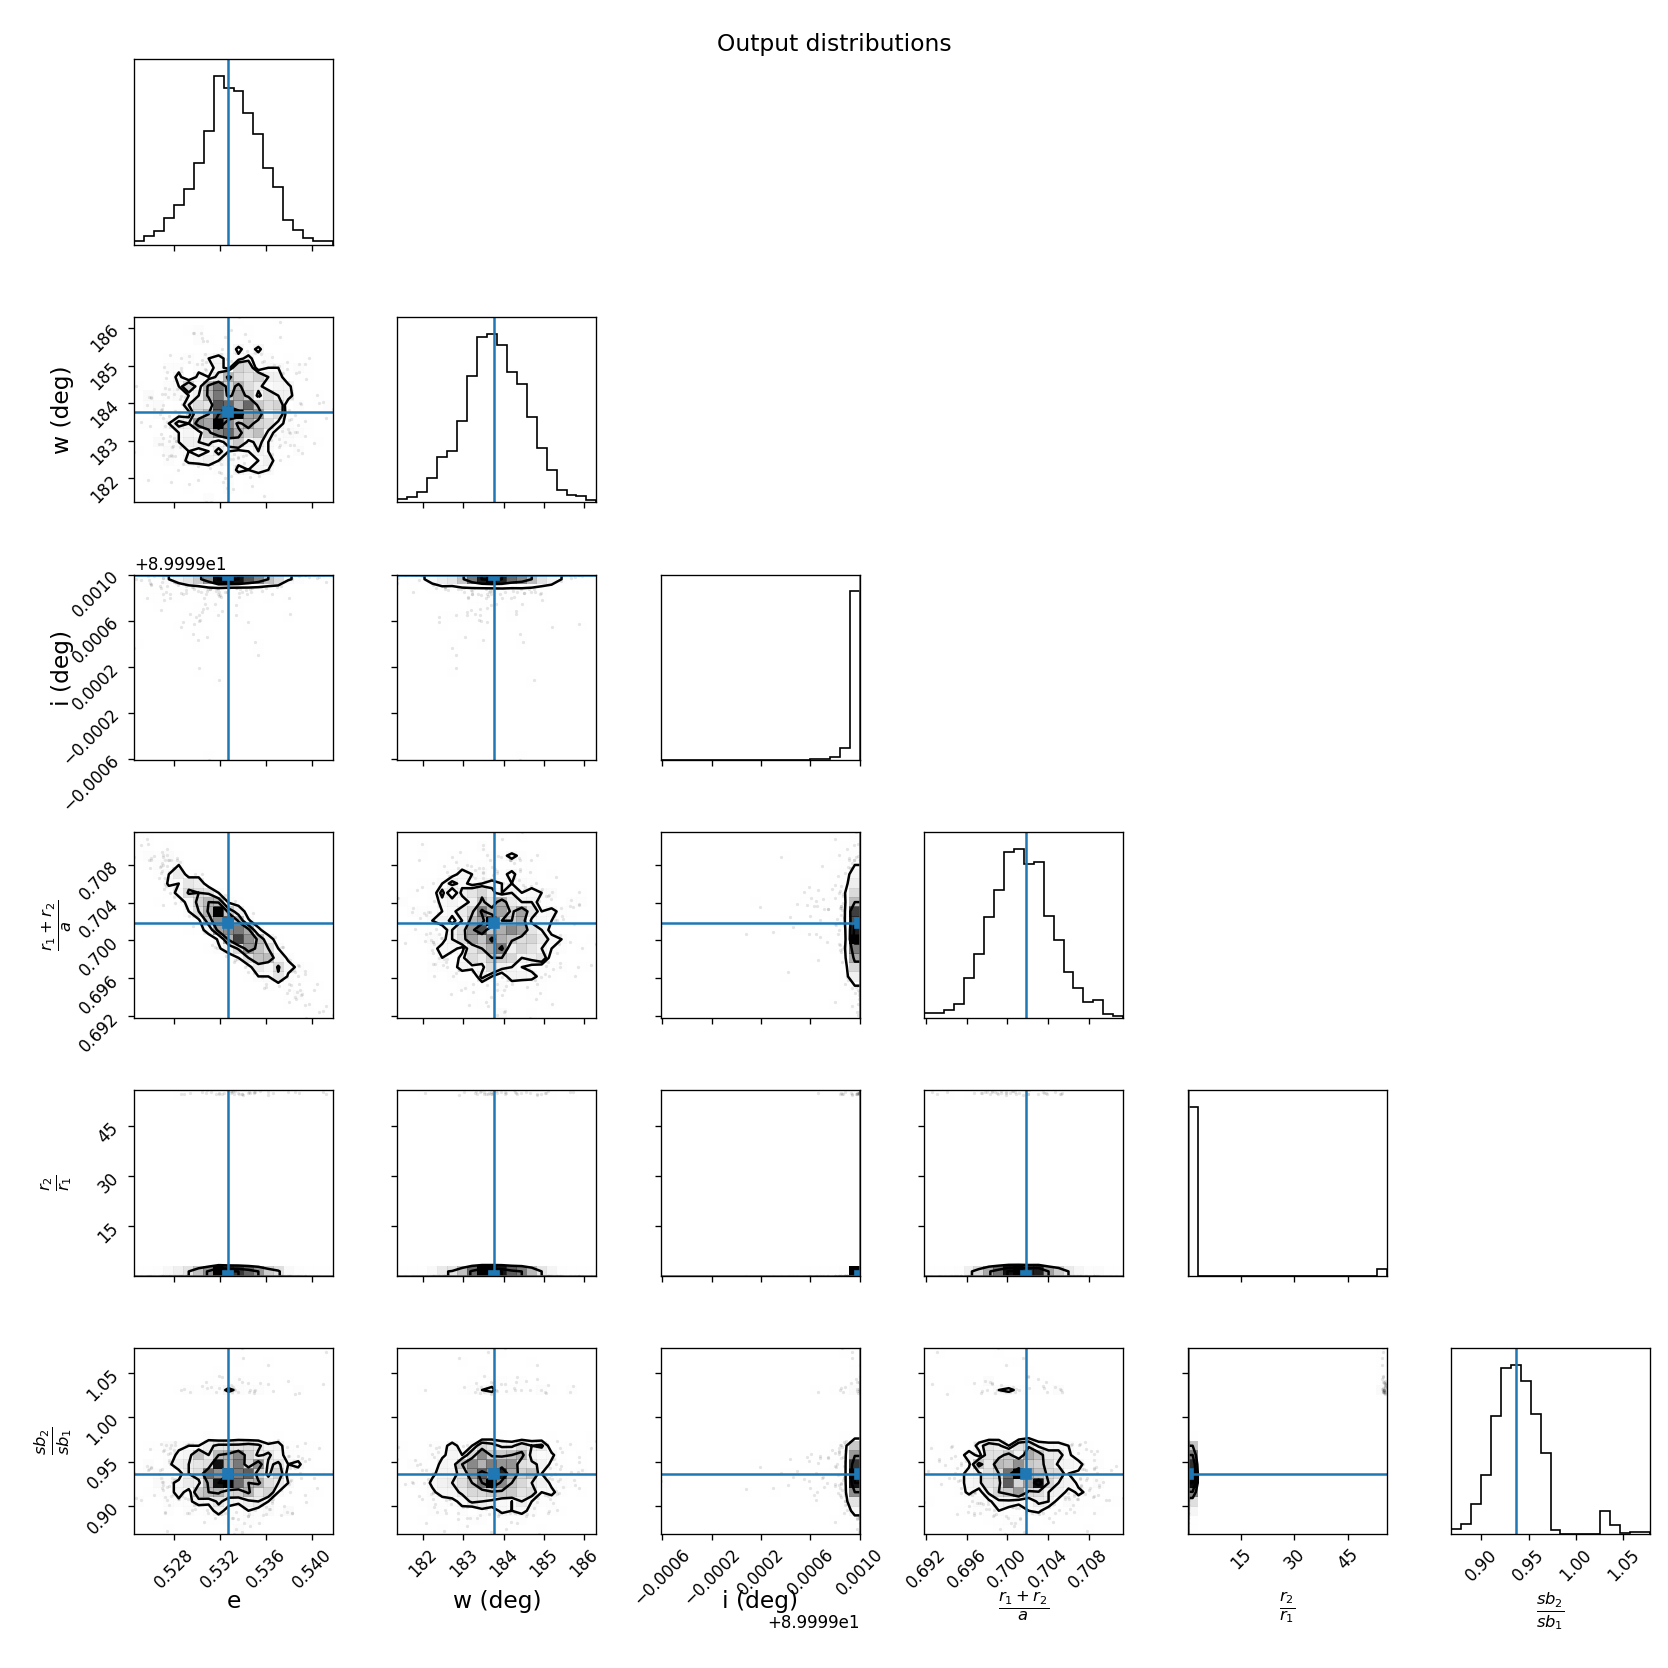 Output distributions
w (deg)
186
185
184
183
182
+8.9999e1
i (deg)
0.0010
0.0006
0.0002
−0.0002
−0.0006
r₁ + r₂
a
0.708
0.704
0.700
0.696
0.692
r₂
r₁
45
30
15
sb₂
sb₁
1.05
1.00
0.95
0.90
0.528 0.532 0.536 0.540 182 183 184 185 186 −0.0006 −0.0002 0.0002 0.0006 0.0010 0.692 0.696 0.700 0.704 0.708 15 30 45 0.90 0.95 1.00 1.05
e w (deg) i (deg) r₁ + r₂ r₂ sb₂
a r₁ sb₁
+8.9999e1